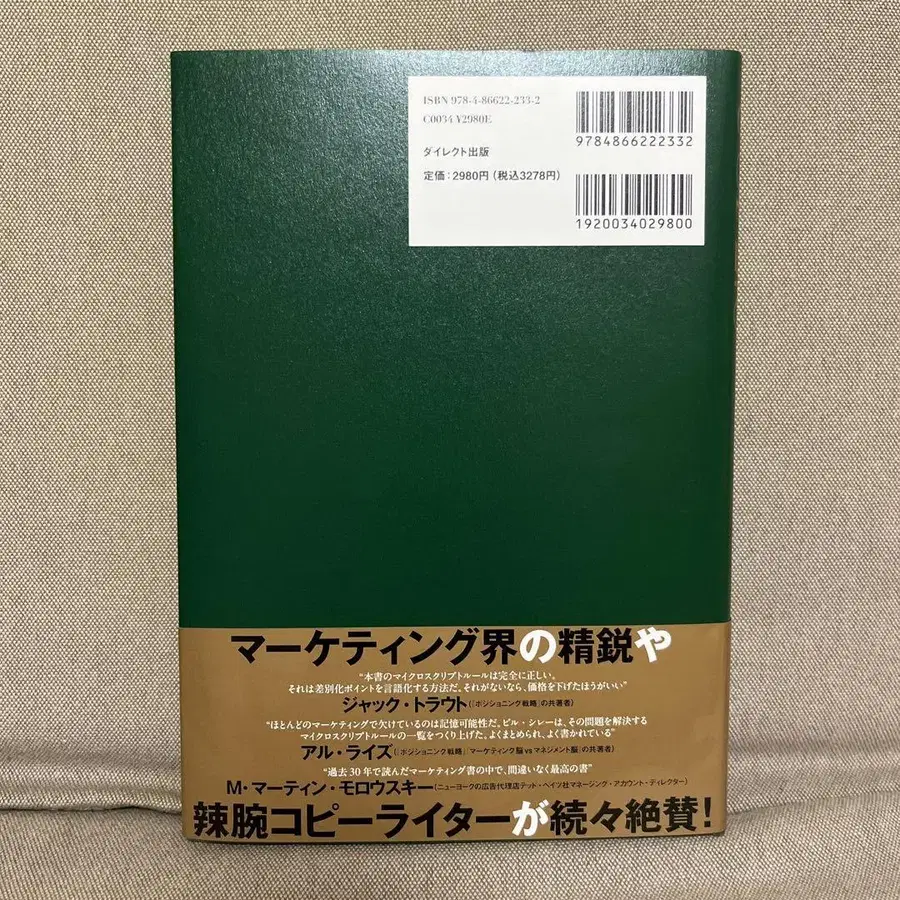 ISBN 978-4-86622-233-2
C0034 ¥2980E
ダイレクト出版
定価:2980円(税込3278円)
9784866222332
1920034029800
マーケティング界の精鋭や
“本書のマイクロスクリプトルールは完全に正しい。
それは差別化ポイントを言語化する方法だ。それがないなら、価格を下げたほうがいい”
ジャック・トラウト(『ポジショニング戦略』の共著者)
“ほとんどのマーケティングで欠けているのは記憶可能性だ。ビル・シレーは、その問題を解決する
マイクロスクリプトルールの一覧をつくり上げた。よくまとめられ、よく書かれている”
アル・ライズ(『ポジショニング戦略』『マーケティング脳vsマネジメント脳』の共著者)
“過去30年で読んだマーケティング書の中で、間違いなく最高の書”
M・マーティン・モロウスキー(ニューヨークの広告代理店テッド・ベイツ社マネージング・アカウント・ディレクター)
辣腕コピーライターが続々絶賛!